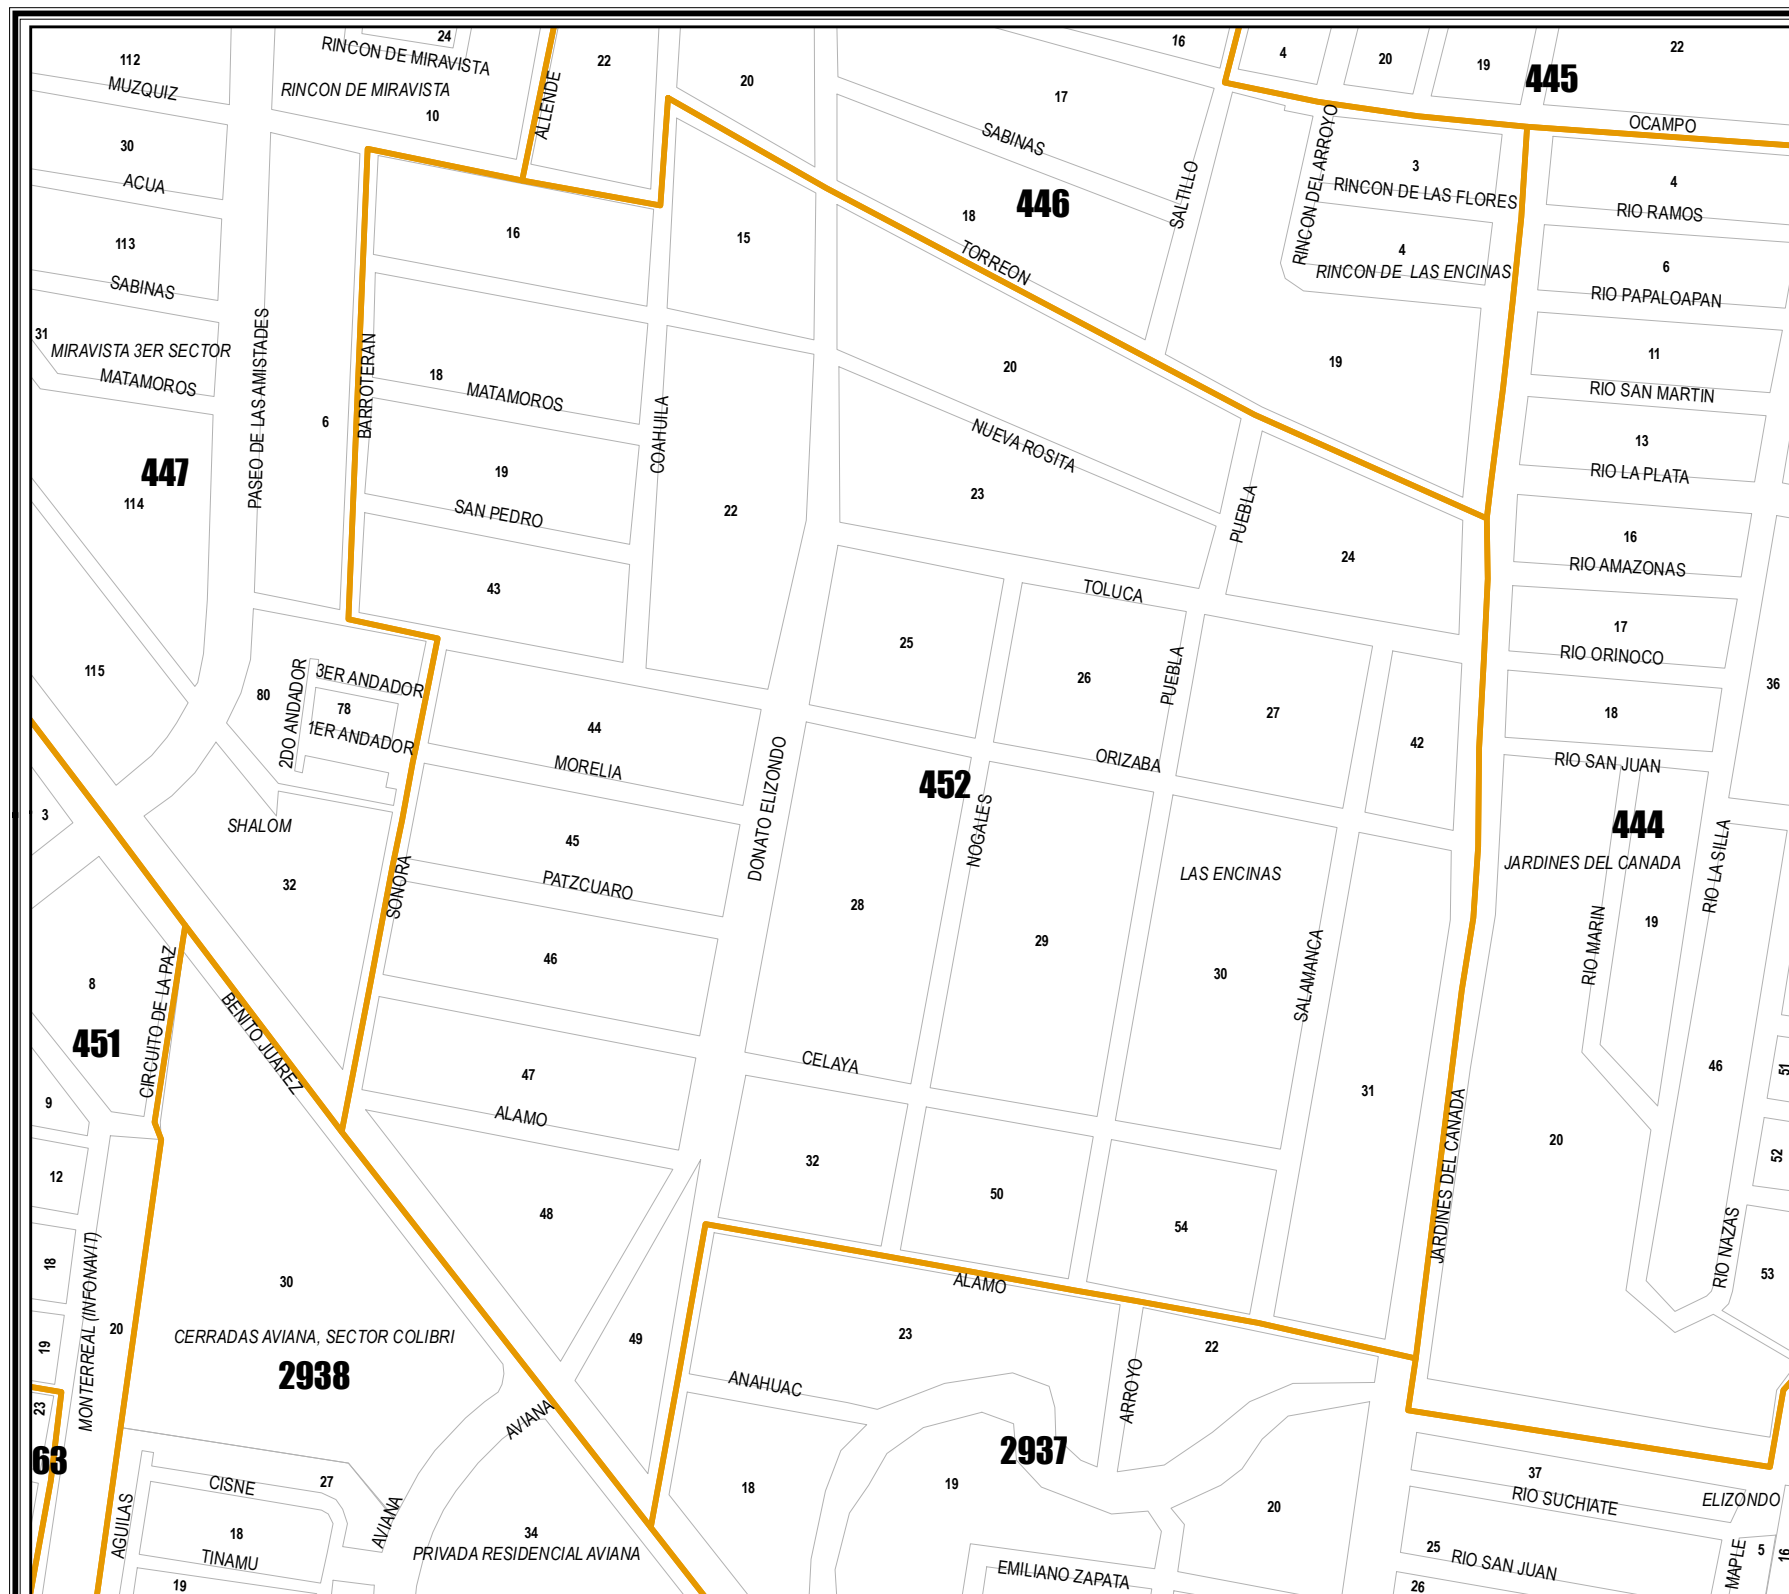 24
RINCON DE MIRAVISTA
112
MUZQUIZ
RINCON DE MIRAVISTA
10
ALLENDE
22
20
16
4
20
19
22
445
17
SABINAS
OCAMPO
30
ACUA
446
18
SALTILLO
RINCON DEL ARROYO
3
RINCON DE LAS FLORES
4
RINCON DE LAS ENCINAS
4
RIO RAMOS
6
RIO PAPALOAPAN
113
SABINAS
16
15
TORREON
31
MIRAVISTA 3ER SECTOR
MATAMOROS
PASEO DE LAS AMISTADES
6
BARROTERAN
18
MATAMOROS
COAHUILA
20
19
11
RIO SAN MARTIN
447
114
19
SAN PEDRO
22
NUEVA ROSITA
23
PUEBLA
24
13
RIO LA PLATA
16
RIO AMAZONAS
43
TOLUCA
25
26
PUEBLA
27
17
RIO ORINOCO
36
115
80
2DO ANDADOR
3ER ANDADOR
78
1ER ANDADOR
44
MORELIA
DONATO ELIZONDO
452
ORIZABA
42
18
RIO SAN JUAN
3
SHALOM
32
SONORA
45
PATZCUARO
NOGALES
LAS ENCINAS
444
JARDINES DEL CANADA
RIO LA SILLA
28
29
30
SALAMANCA
RIO MARIN
19
8
451
CIRCUITO DE LA PAZ
BENITO JUAREZ
46
47
ALAMO
CELAYA
31
JARDINES DEL CANADA
20
46
51
9
12
18
19
23
63
MONTERREAL (INFONAVIT)
20
32
50
54
48
49
52
RIO NAZAS
53
30
CERRADAS AVIANA, SECTOR COLIBRI
2938
ALAMO
23
22
ANAHUAC
ARROYO
AVIANA
2937
18
19
20
37
RIO SUCHIATE
ELIZONDO
CISNE
27
AVIANA
AGUILAS
18
TINAMU
19
34
PRIVADA RESIDENCIAL AVIANA
EMILIANO ZAPATA
25
RIO SAN JUAN
26
MAPLE
5
16